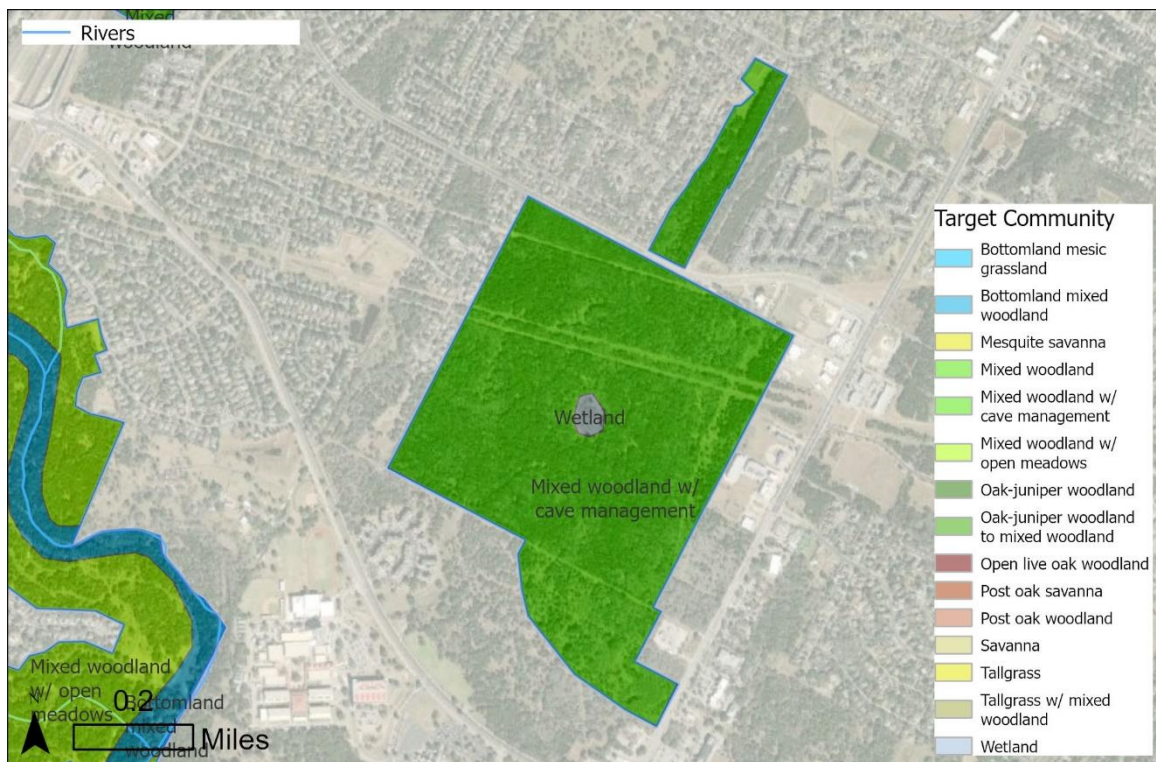 Mixed
woodland
Rivers
Wetland
Mixed woodland w/
cave management
Mixed woodland
w/ open
meadows
Bottomland
mixed
woodland
N
0.2
Miles
Target Community
Bottomland mesic
grassland
Bottomland mixed
woodland
Mesquite savanna
Mixed woodland
Mixed woodland w/
cave management
Mixed woodland w/
open meadows
Oak-juniper woodland
Oak-juniper woodland
to mixed woodland
Open live oak woodland
Post oak savanna
Post oak woodland
Savanna
Tallgrass
Tallgrass w/ mixed
woodland
Wetland